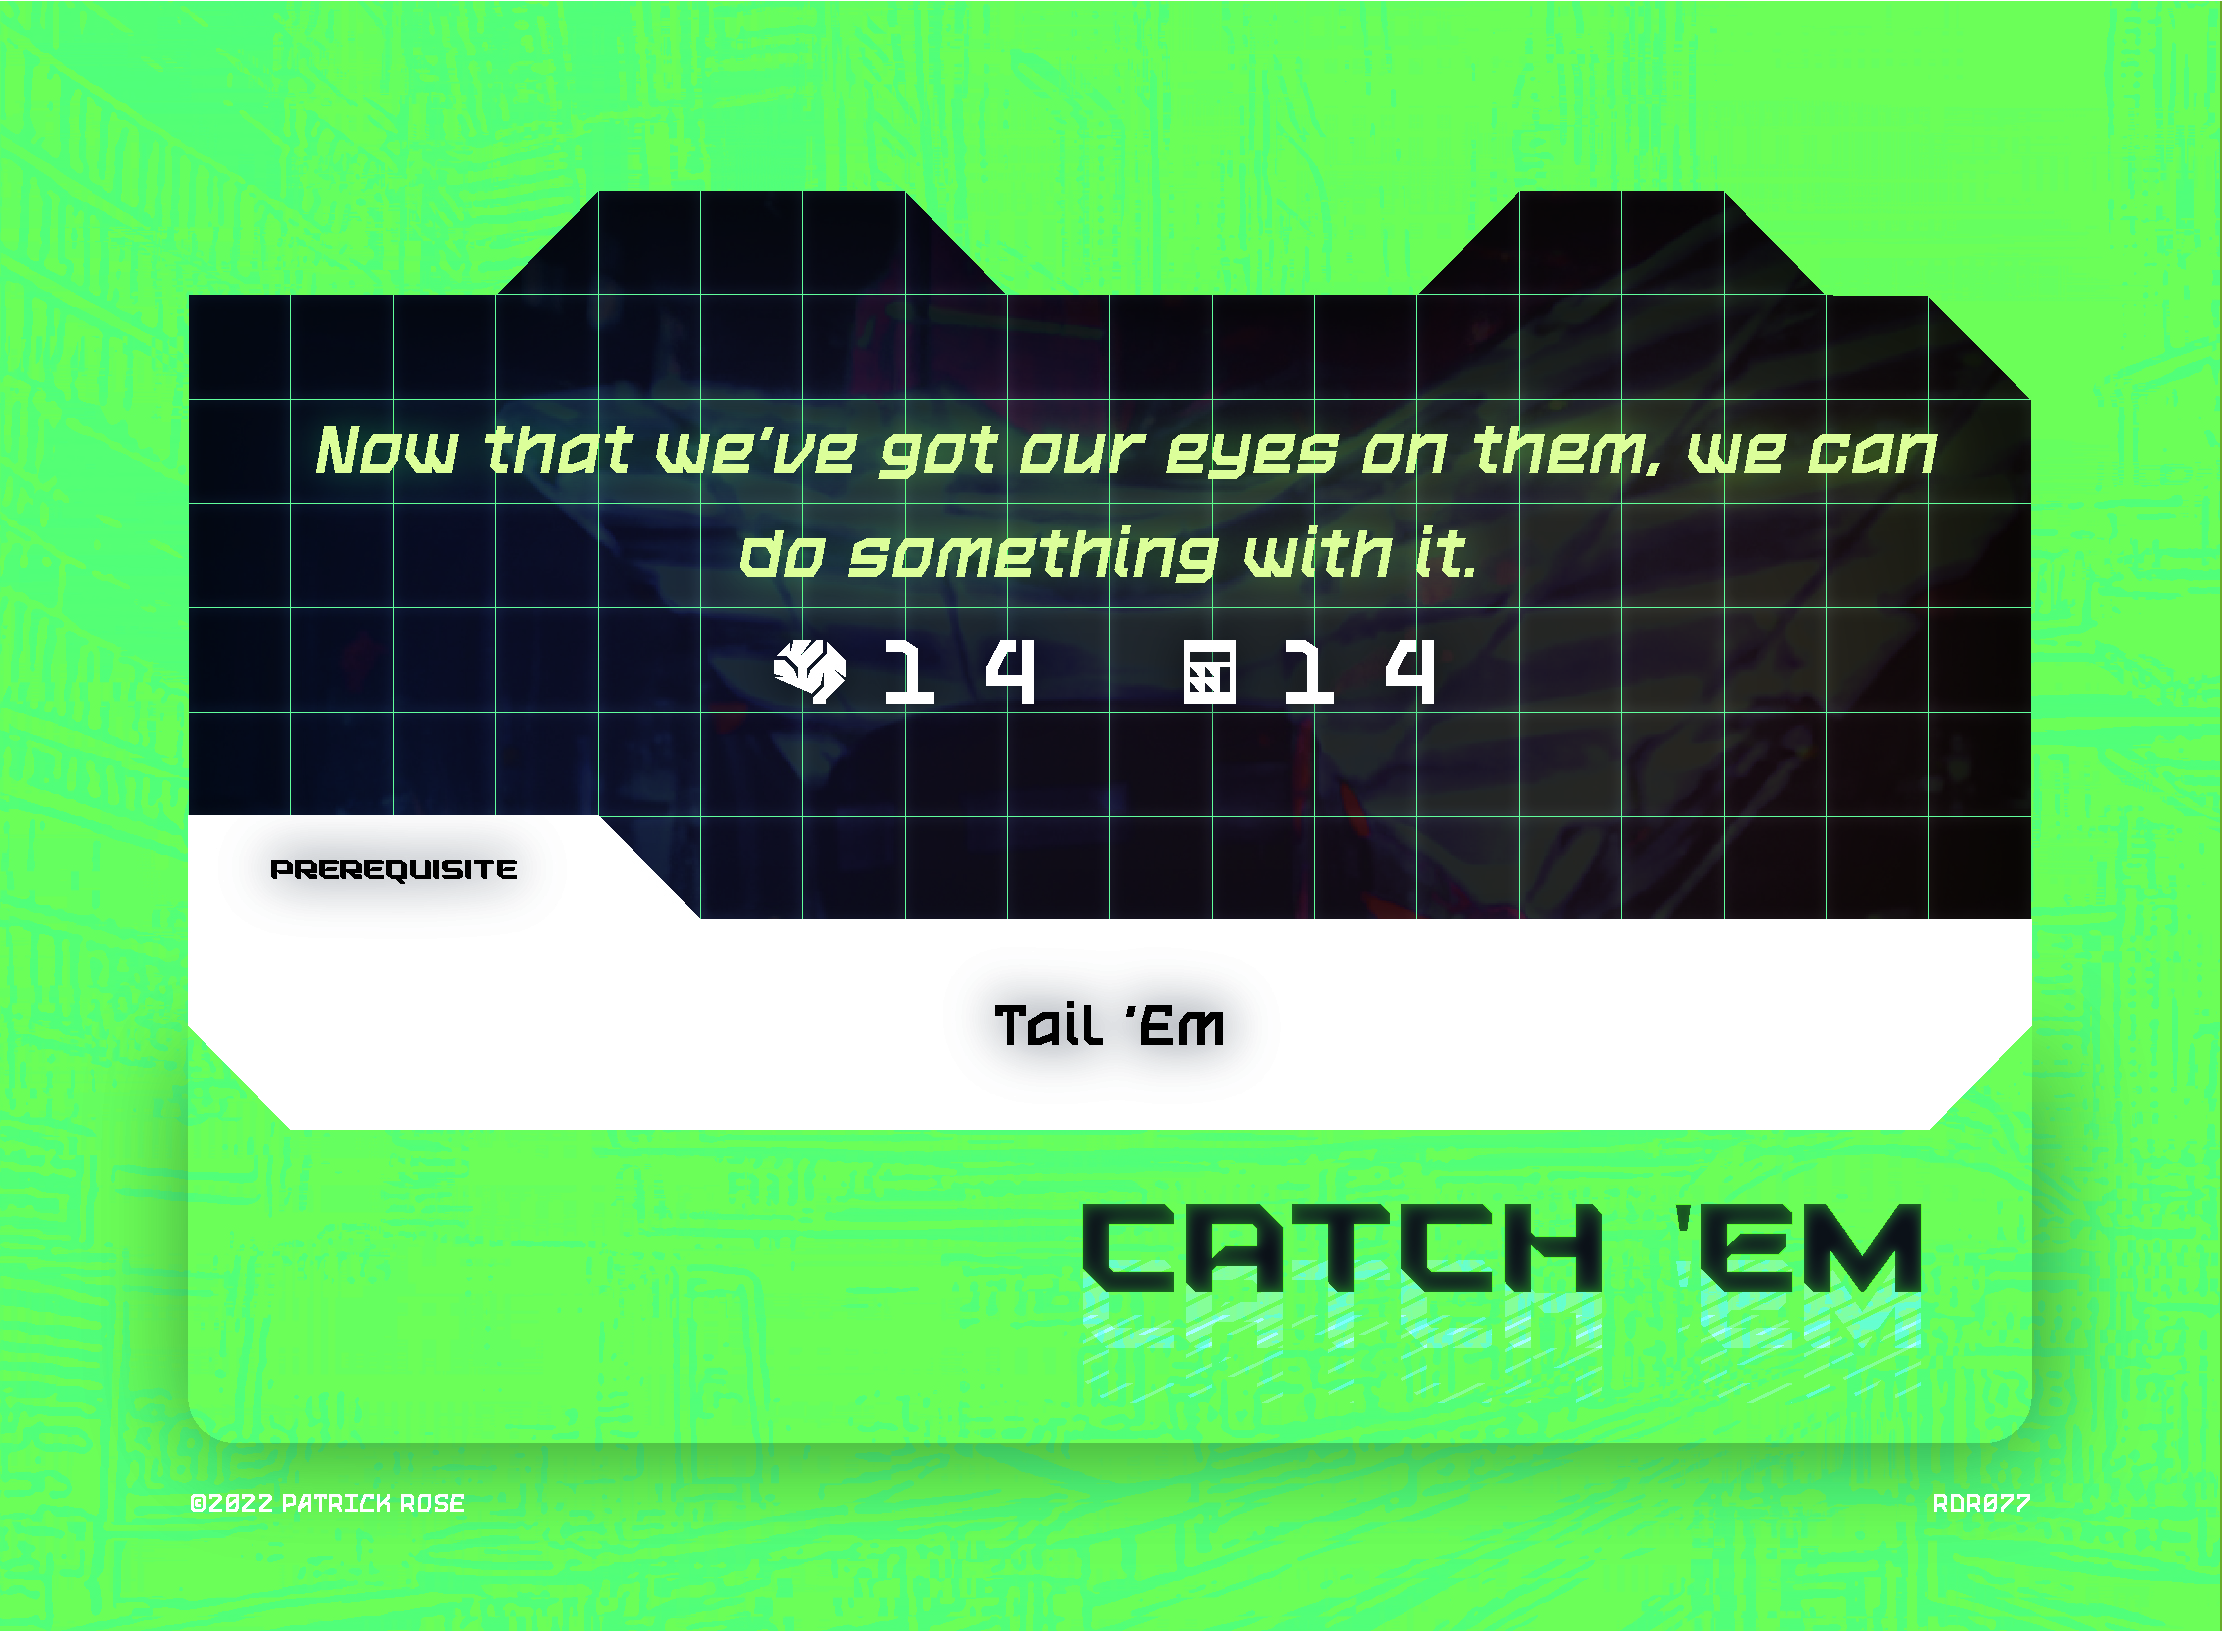 Now that we've got our eyes on them, we can
do something with it.
14 14
PREREQUISITE
Tail 'Em
CATCH 'EM
©2022 PATRICK ROSE
RDR077